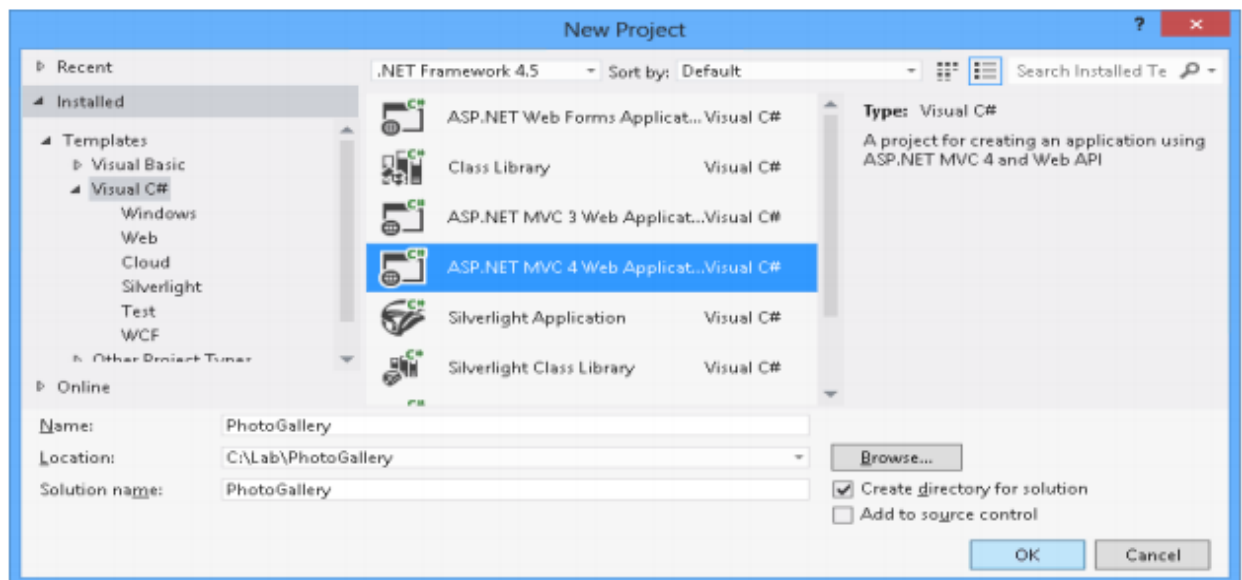 New Project
?
Recent
.NET Framework 4.5
Sort by: Default
Search Installed Te
Installed
Templates
Visual Basic
Visual C#
Windows
Web
Cloud
Silverlight
Test
WCF
Other Project Types
Online
ASP.NET Web Forms Applicat... Visual C#
Class Library Visual C#
ASP.NET MVC 3 Web Applicat...Visual C#
ASP.NET MVC 4 Web Applicat...Visual C#
Silverlight Application Visual C#
Silverlight Class Library Visual C#
Type: Visual C#
A project for creating an application using
ASP.NET MVC 4 and Web API
Name: PhotoGallery
Location: C:\Lab\PhotoGallery
Solution name: PhotoGallery
Browse...
Create directory for solution
Add to source control
OK
Cancel